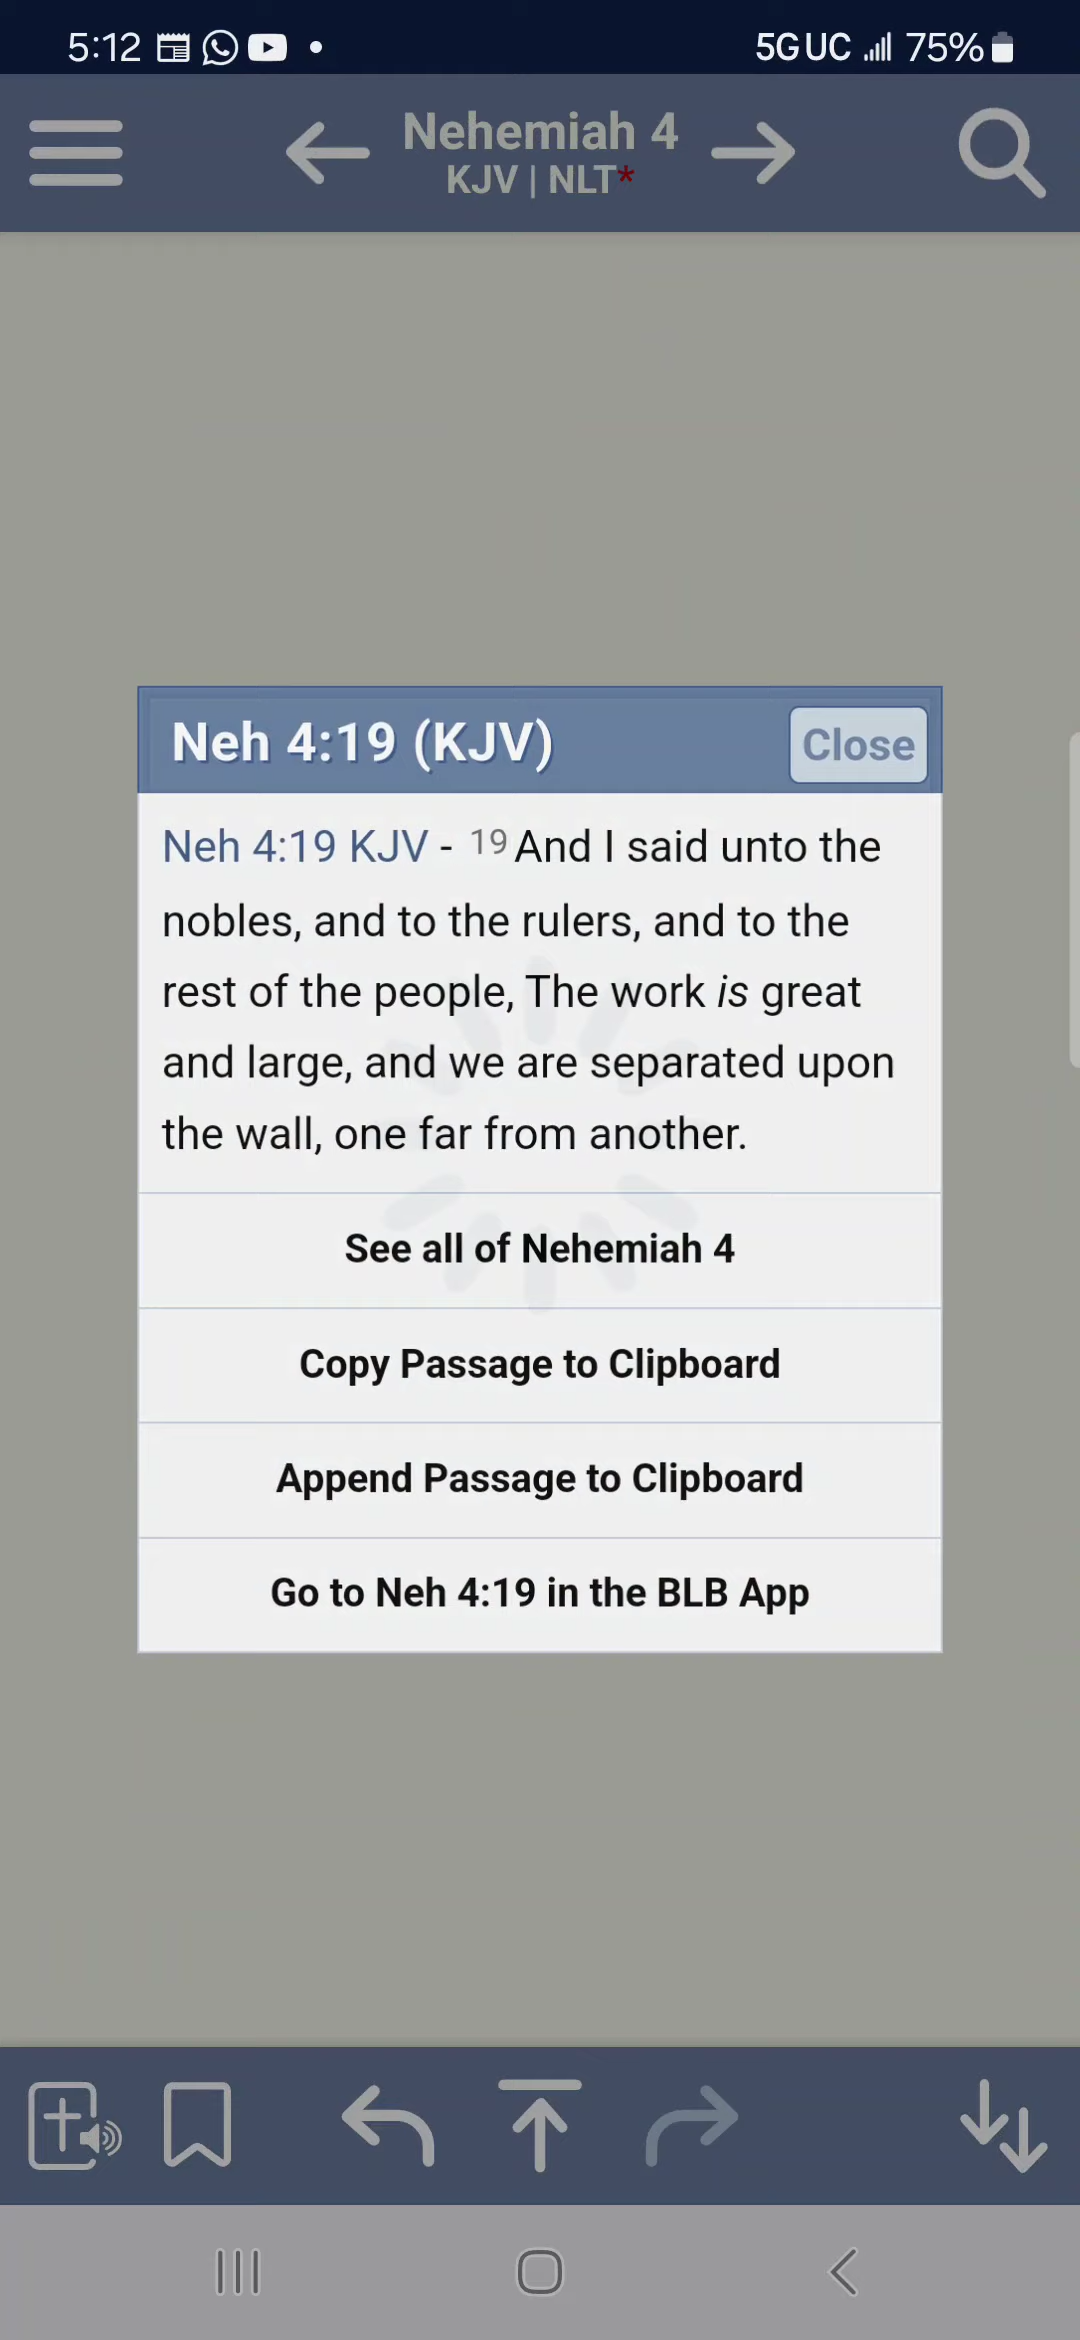 5:12 5G UC 75%
Nehemiah 4
KJV | NLT*
Neh 4:19 (KJV)
Close
Neh 4:19 KJV - 19 And I said unto the
nobles, and to the rulers, and to the
rest of the people, The work is great
and large, and we are separated upon
the wall, one far from another.
See all of Nehemiah 4
Copy Passage to Clipboard
Append Passage to Clipboard
Go to Neh 4:19 in the BLB App